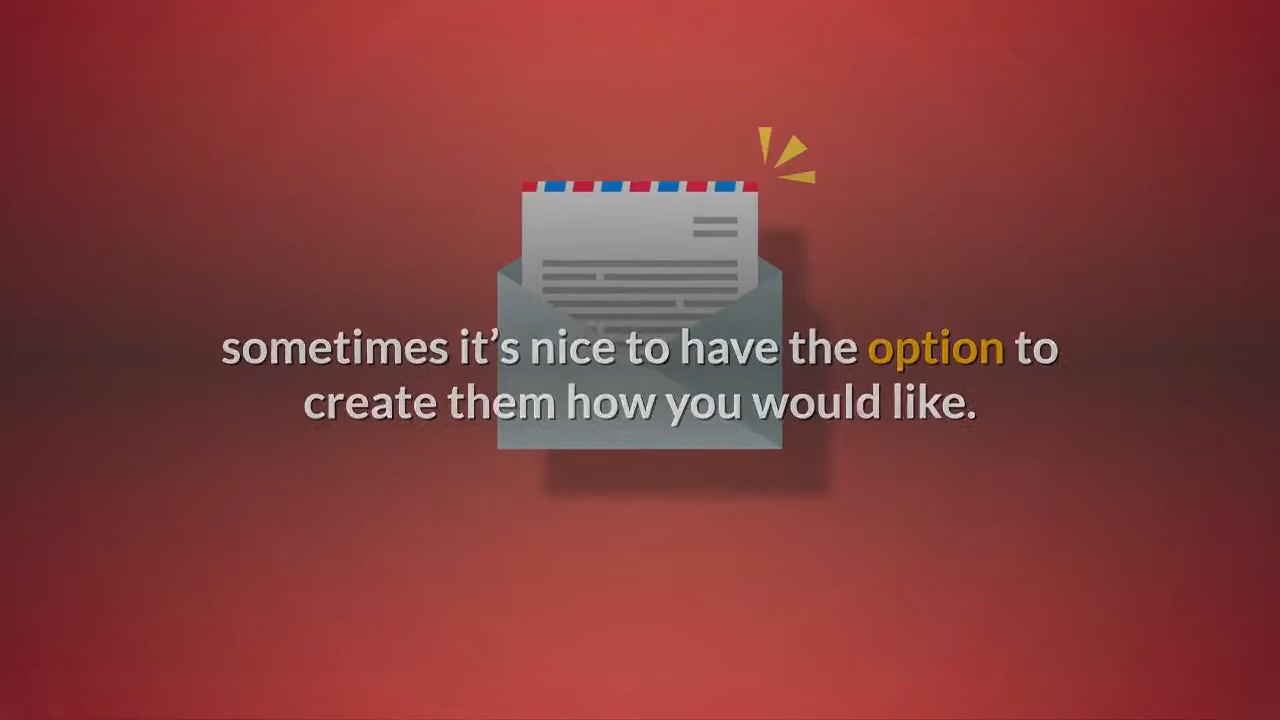 sometimes it’s nice to have the option to
create them how you would like.